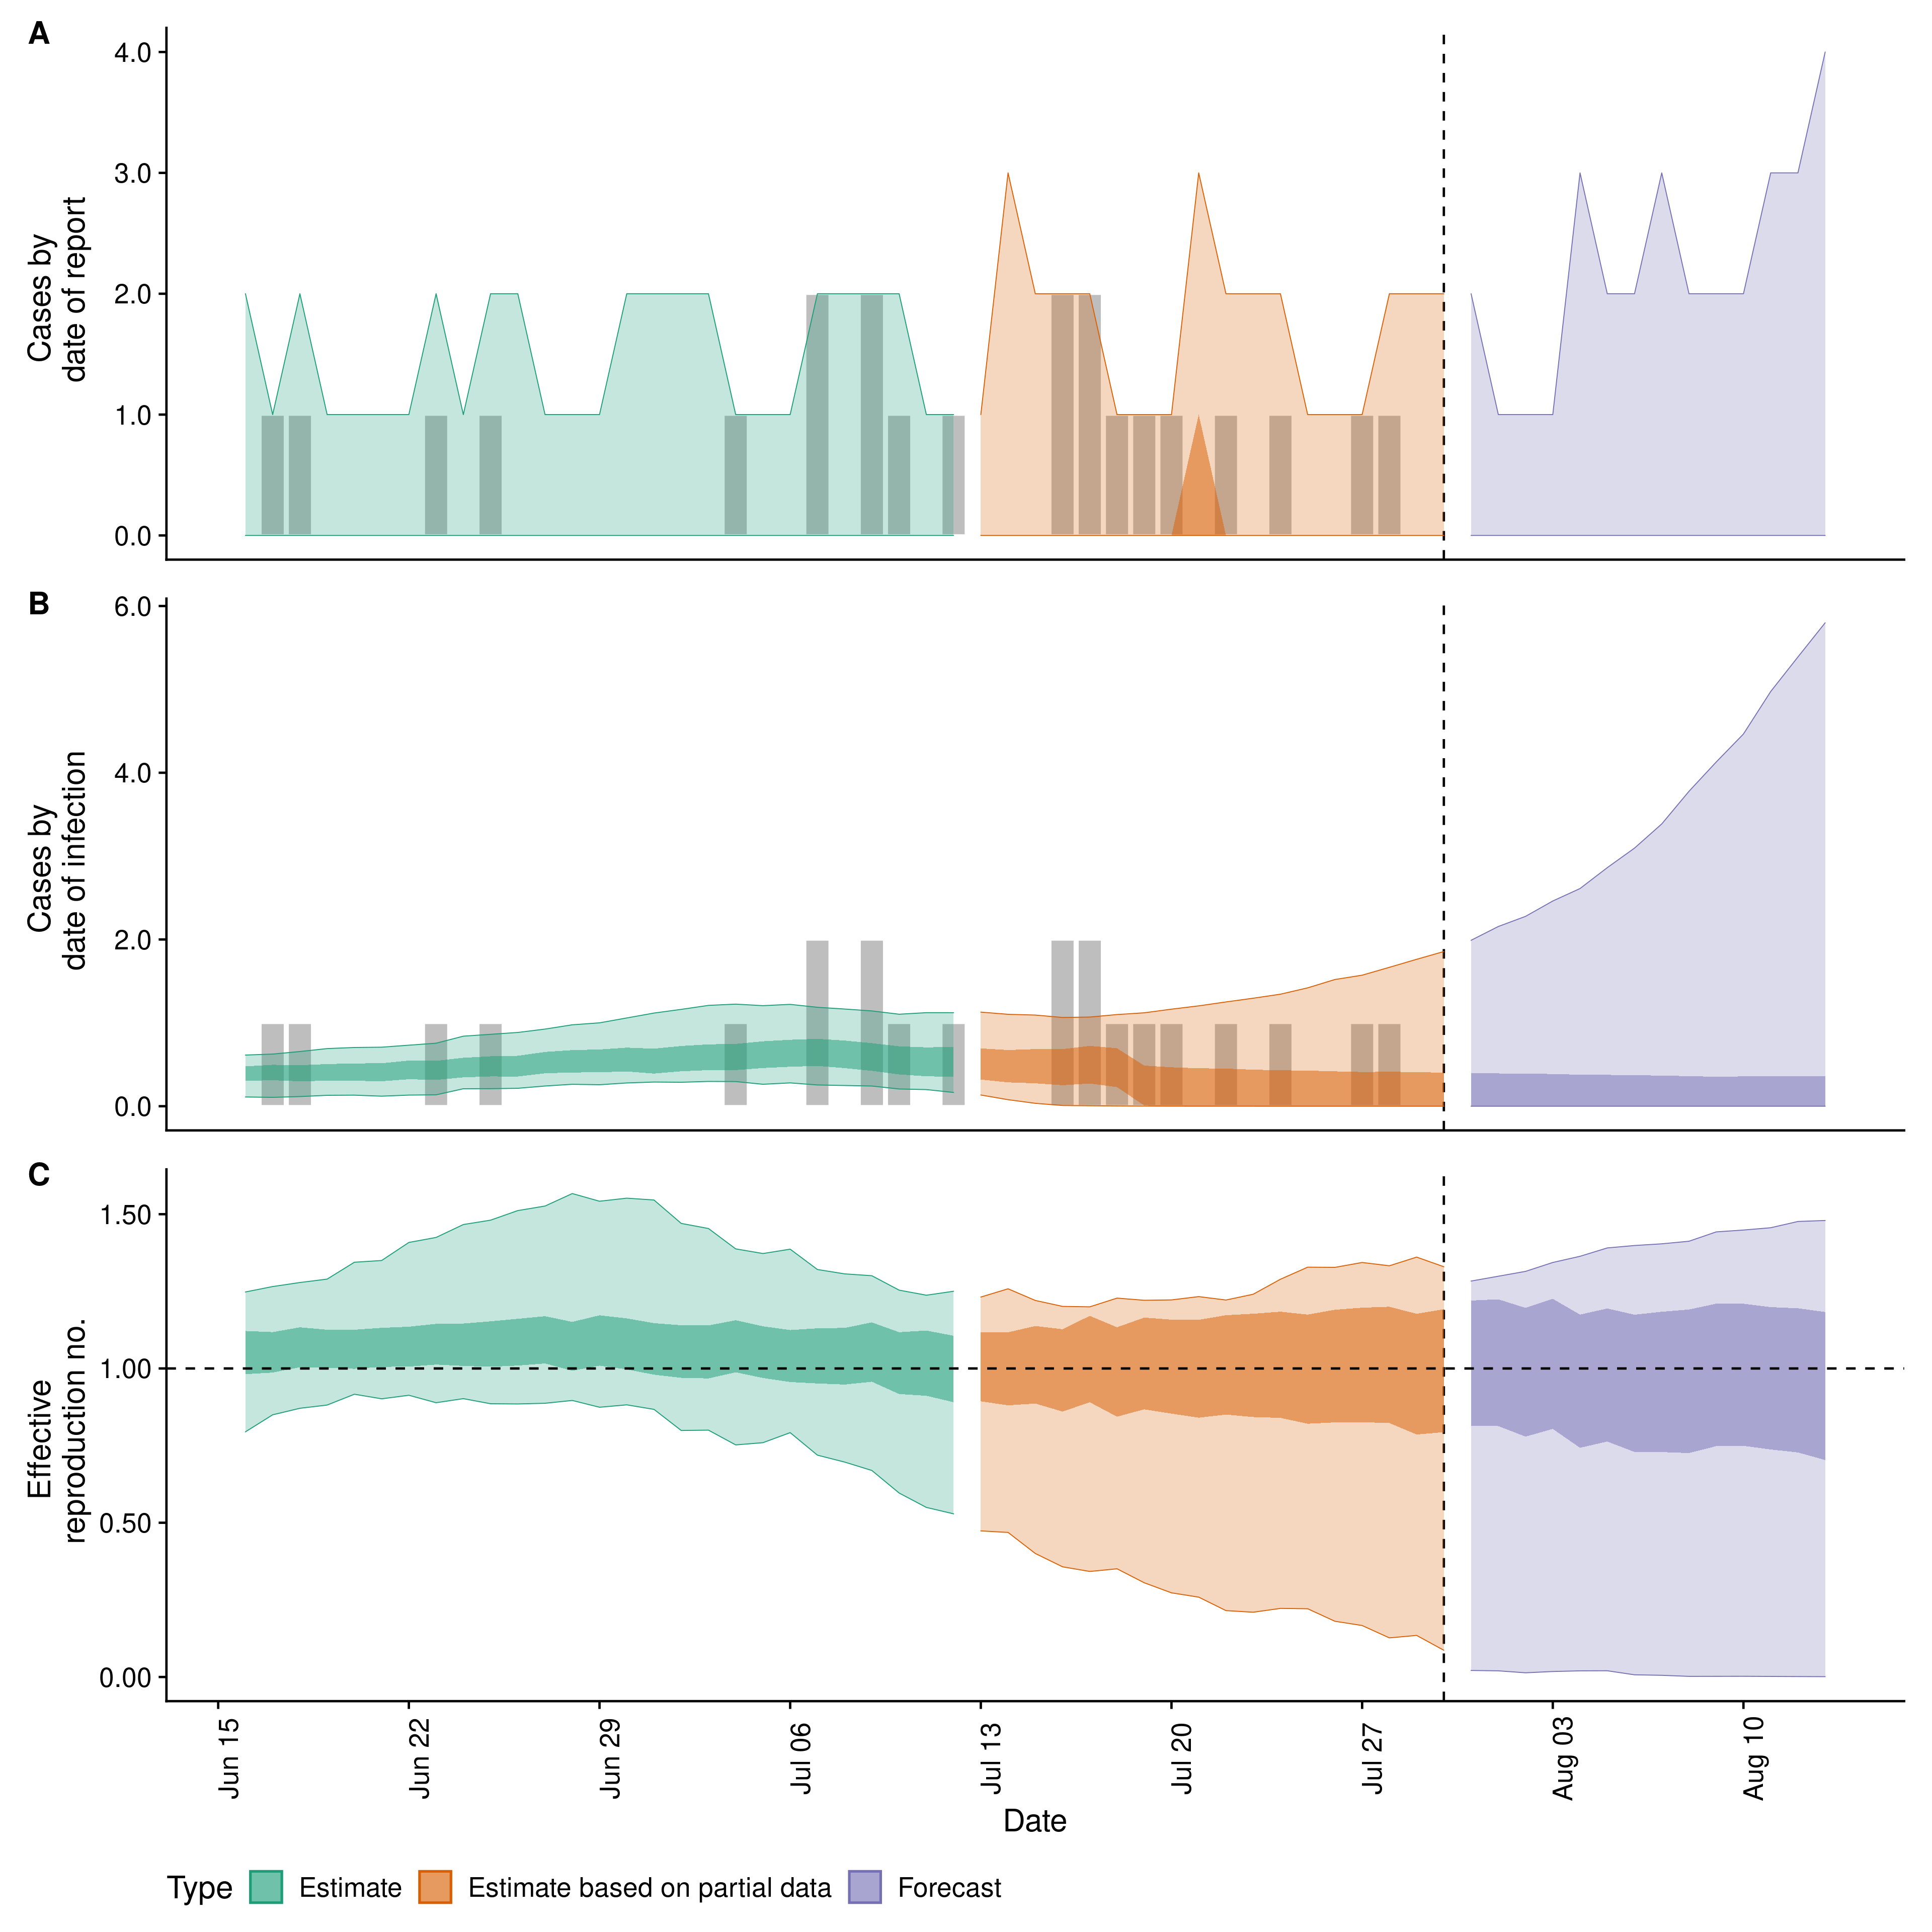 A
4.0
3.0
2.0
1.0
0.0
Cases by
date of report
B
6.0
4.0
2.0
0.0
Cases by
date of infection
C
1.50
1.00
0.50
0.00
Effective
reproduction no.
Jun 15
Jun 22
Jun 29
Jul 06
Jul 13
Jul 20
Jul 27
Aug 03
Aug 10
Date
Type Estimate Estimate based on partial data Forecast